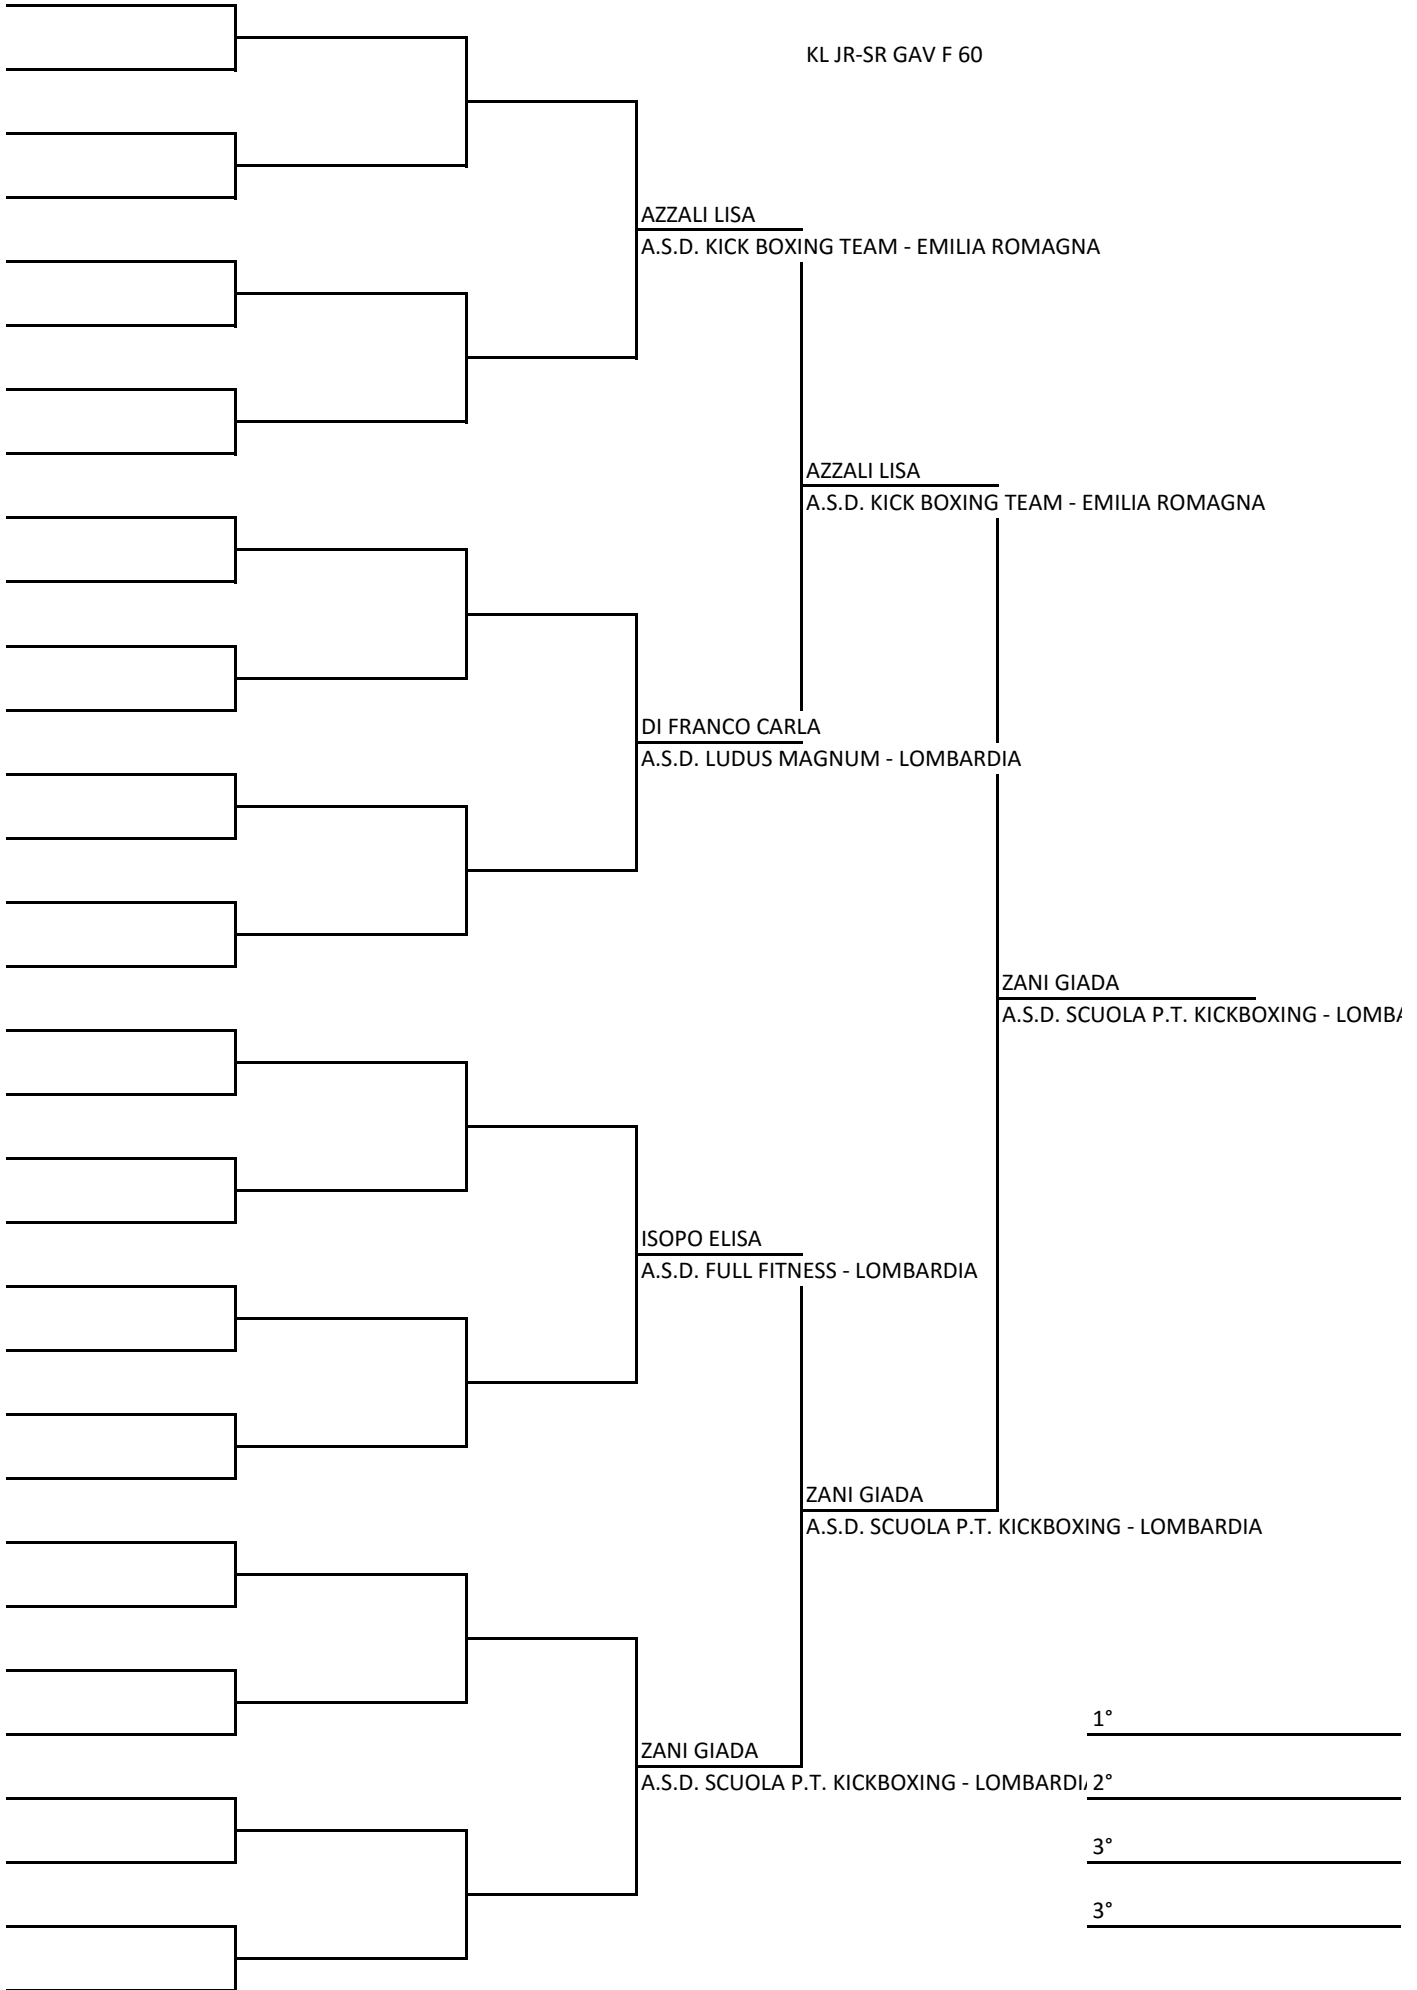 KL JR-SR GAV F 60
AZZALI LISA
A.S.D. KICK BOXING TEAM - EMILIA ROMAGNA
AZZALI LISA
A.S.D. KICK BOXING TEAM - EMILIA ROMAGNA
DI FRANCO CARLA
A.S.D. LUDUS MAGNUM - LOMBARDIA
ZANI GIADA
A.S.D. SCUOLA P.T. KICKBOXING - LOMBA
ISOPO ELISA
A.S.D. FULL FITNESS - LOMBARDIA
ZANI GIADA
A.S.D. SCUOLA P.T. KICKBOXING - LOMBARDIA
1°
ZANI GIADA
A.S.D. SCUOLA P.T. KICKBOXING - LOMBARDIA
2°
3°
3°